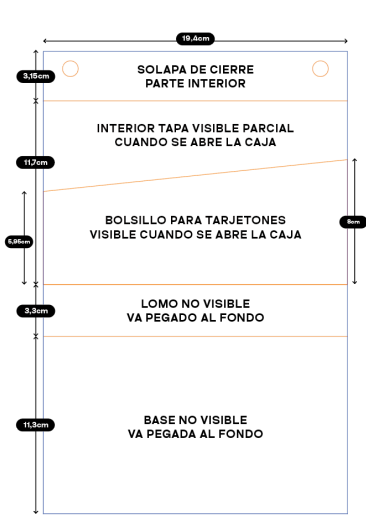 19,4cm
3,15cm
SOLAPA DE CIERRE
PARTE INTERIOR
INTERIOR TAPA VISIBLE PARCIAL
CUANDO SE ABRE LA CAJA
11,7cm
BOLSILLO PARA TARJETONES
VISIBLE CUANDO SE ABRE LA CAJA
8cm
5,95cm
LOMO NO VISIBLE
VA PEGADO AL FONDO
3,3cm
BASE NO VISIBLE
VA PEGADA AL FONDO
11,3cm